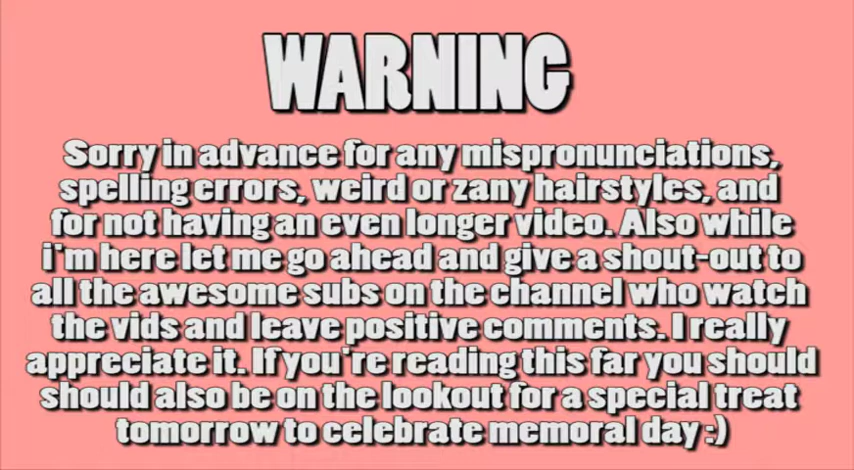 WARNING
Sorry in advance for any mispronunciations,
spelling errors, weird or zany hairstyles, and
for not having an even longer video. Also while
i'm here let me go ahead and give a shout-out to
all the awesome subs on the channel who watch
the vids and leave positive comments. I really
appreciate it. If you're reading this far you should
should also be on the lookout for a special treat
tomorrow to celebrate memoral day :)